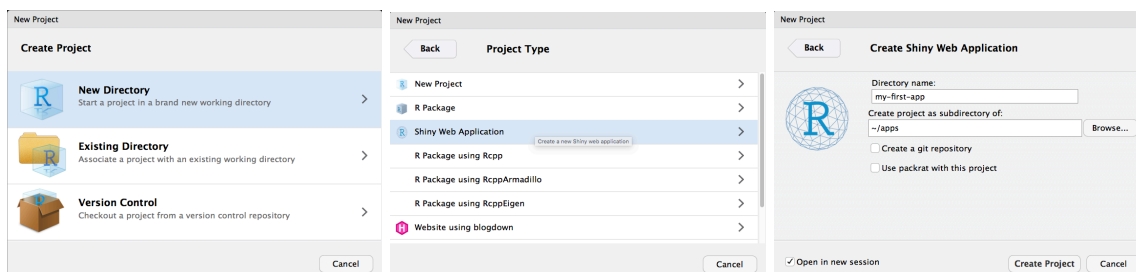 New Project
Create Project
New Directory
Start a project in a brand new working directory
Existing Directory
Associate a project with an existing working directory
Version Control
Checkout a project from a version control repository
Cancel
New Project
Back
Project Type
New Project
R Package
Shiny Web Application
Create a new Shiny web application
R Package using Rcpp
R Package using RcppArmadillo
R Package using RcppEigen
Website using blogdown
Cancel
New Project
Back
Create Shiny Web Application
Directory name:
my-first-app
Create project as subdirectory of:
~/apps
Browse...
Create a git repository
Use packrat with this project
Open in new session
Create Project
Cancel